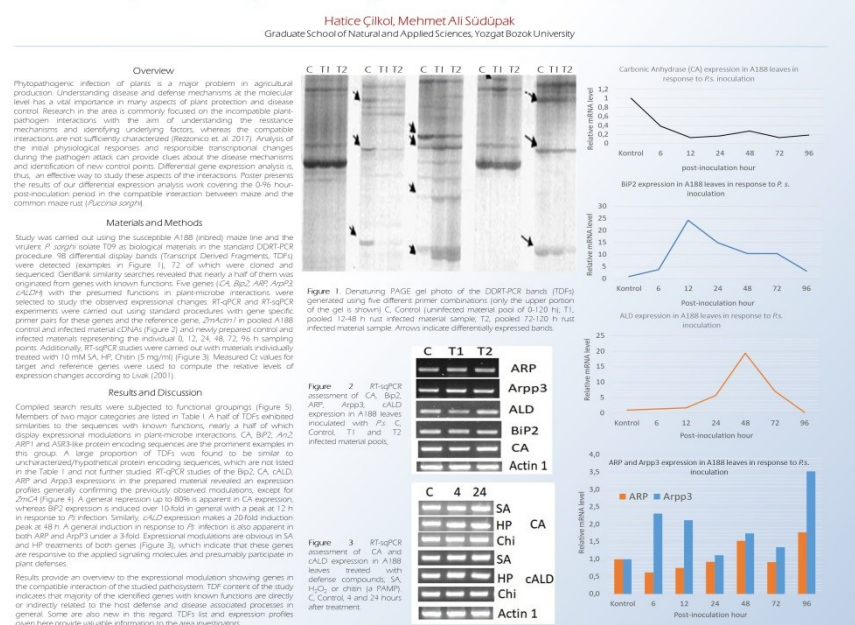 Hatice Çilkol, Mehmet Ali Südüpak
Graduate School of Natural and Applied Sciences, Yozgat Bozok University
Overview
Phytopathogenic infection of plants is a major problem in agricultural
production. Understanding disease and defense mechanisms at the molecular
level has a vital importance in many aspects of plant protection and disease
control. Research in the area is commonly focused on the incompatible plant-
pathogen interactions with the aim of understanding the resistance
mechanisms and identifying underlying factors, whereas the compatible
interactions are not sufficiently characterized (Rezzonico et. al. 2017). Analysis of
the initial physiological responses and responsible transcriptional changes
during the pathogen attack can provide clues about the disease mechanisms
and identification of new control points. Differential gene expression analysis is,
thus, an effective way to study these aspects of the interactions. Poster presents
the results of our differential expression analysis work covering the 0-96 hour-
post-inoculation period in the compatible interaction between maize and the
common maize rust (Puccinia sorghi).
Materials and Methods
Study was carried out using the susceptible A188 (inbred) maize line and the
virulent P. sorghi isolate T09 as biological materials in the standard DDRT-PCR
procedure. 98 differential display bands (Transcript Derived Fragments, TDFs)
were detected (examples in Figure 1), 72 of which were cloned and
sequenced. GenBank similarity searches revealed that nearly a half of them was
originated from genes with known functions. Five genes (CA, Bip2, ARP, ArpP3,
cALDH) with the presumed functions in plant-microbe interactions were
selected to study the observed expressional changes. RT-qPCR and RT-sqPCR
experiments were carried out using standard procedures with gene specific
primer pairs for these genes and the reference gene, ZmActin1 in pooled A188
control and infected material cDNAs (Figure 2) and newly prepared control and
infected materials representing the individual 0, 12, 24, 48, 72, 96 h sampling
points. Additionally, RT-sqPCR studies were carried out with materials individually
treated with 10 mM SA, HP, Chitin (5 mg/ml) (Figure 3). Measured Ct values for
target and reference genes were used to compute the relative levels of
expression changes according to Livak (2001).
Results and Discussion
Compiled search results were subjected to functional groupings (Figure 5).
Members of two major categories are listed in Table I. A half of TDFs exhibited
similarities to the sequences with known functions, nearly a half of which
display expressional modulations in plant-microbe interactions. CA, BiP2, Am2
ARP1 and ASR3-like protein encoding sequences are the prominent examples in
this group. A large proportion of TDFs was found to be similar to
uncharacterized/hypothetical protein encoding sequences, which are not listed
in the Table 1 and not further studied. RT-qPCR studies of the Bip2, CA, cALD,
ARP and Arpp3 expressions in the prepared material revealed an expression
profiles generally confirming the previously observed modulations, except for
ZmCA (Figure 4). A general repression up to 80% is apparent in CA expression,
whereas BiP2 expression is induced over 10-fold in general with a peak at 12 h
in response to Ps infection. Similarly, cALD expression makes a 20-fold induction
peak at 48 h. A general induction in response to Ps infection is also apparent in
both ARP and ArpP3 under a 3-fold. Expressional modulations are obvious in SA
and HP treatments of both genes (Figure 3), which indicate that these genes
are responsive to the applied signaling molecules and presumably participate in
plant defenses.
Results provide an overview to the expressional modulation showing genes in
the compatible interaction of the studied pathosystem. TDF content of the study
indicates that majority of the identified genes with known functions are directly
or indirectly related to the host defense and disease associated processes in
general. Some are also new in this regard. TDFs list and expression profiles
given here provide valuable information to the area investigators
C T1 T2 C T1 T2 C T1 T2 C T1 T2 C T1 T2
Figure 1. Denaturing PAGE gel photo of the DDRT-PCR bands (TDFs)
generated using five different primer combinations (only the upper portion
of the gel is shown) C, Control (uninfected material pool of 0-120 h); T1,
pooled 12-48 h rust infected material sample; T2, pooled 72-120 h rust
infected material sample. Arrows indicate differentially expressed bands.
Figure 2 RT-sqPCR
assessment of CA, Bip2,
ARP, Arpp3, cALD
expression in A188 leaves
inoculated with P.s. C,
Control, T1 and T2
infected material pools,
C T1 T2
ARP
Arpp3
ALD
BiP2
CA
Actin 1
Figure 3 RT-sqPCR
assessment of CA and
cALD expression in A188
leaves treated with
defense compounds, SA,
H₂O₂ or chitin (a PAMP).
C, Control, 4 and 24 hours
after treatment
C 4 24
SA
HP CA
Chi
SA
HP cALD
Chi
Actin 1
Carbonic Anhydrase (CA) expression in A188 leaves in
response to P.s. inoculation
Relative mRNA level
1,2
1
0,8
0,6
0,4
0,2
0
Kontrol 6 12 24 48 72 96
post-inoculation hour
BiP2 expression in A188 leaves in response to P. s.
inoculation
Relative mRNA level
30
25
20
15
10
5
0
Kontrol 6 12 24 48 72 96
Post-inoculation hour
ALD expression in A188 leaves in response to P.s.
inoculation
Relative mRNA level
25
20
15
10
5
0
Kontrol 6 12 24 48 72 96
Post-inoculation hour
ARP and Arpp3 expression in A188 leaves in response to P.s.
inoculation
ARP Arpp3
Relative mRNA level
4,0
3,5
3,0
2,5
2,0
1,5
1,0
0,5
0,0
Kontrol 6 12 24 48 72 96
Post-inoculation hour